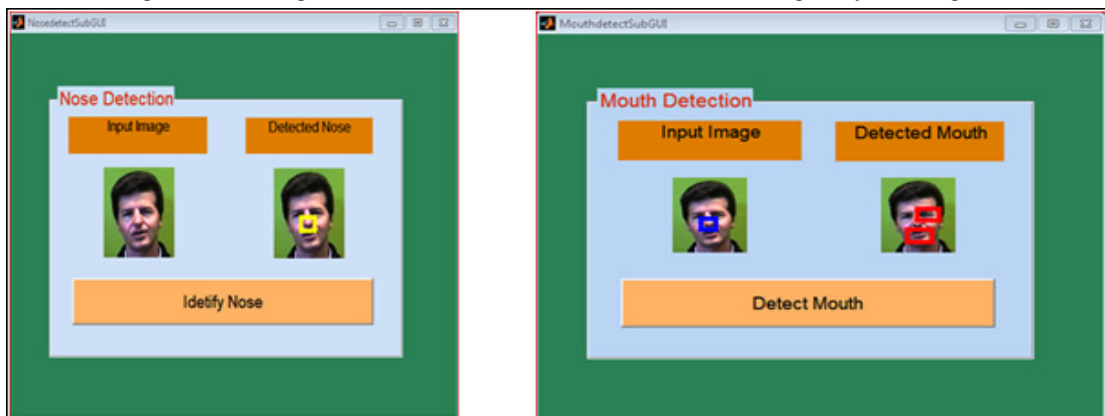 NosedetectSubGUI
Nose Detection
Input Image
Detected Nose
Idetify Nose
MouthdetectSubGUI
Mouth Detection
Input Image
Detected Mouth
Detect Mouth